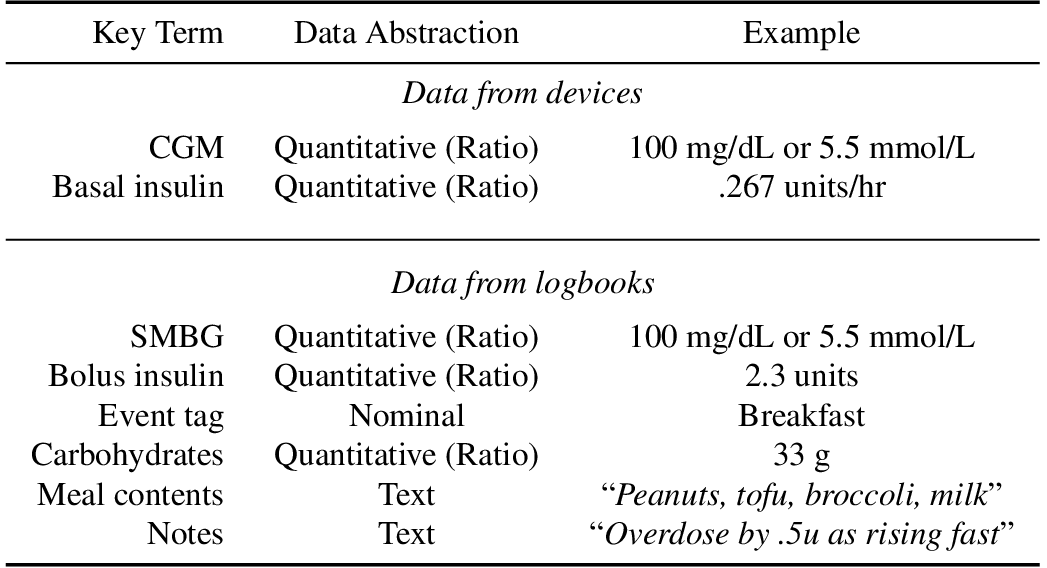 Key Term Data Abstraction Example
Data from devices
CGM Quantitative (Ratio) 100 mg/dL or 5.5 mmol/L
Basal insulin Quantitative (Ratio) .267 units/hr
Data from logbooks
SMBG Quantitative (Ratio) 100 mg/dL or 5.5 mmol/L
Bolus insulin Quantitative (Ratio) 2.3 units
Event tag Nominal Breakfast
Carbohydrates Quantitative (Ratio) 33 g
Meal contents Text “Peanuts, tofu, broccoli, milk”
Notes Text “Overdose by .5u as rising fast”